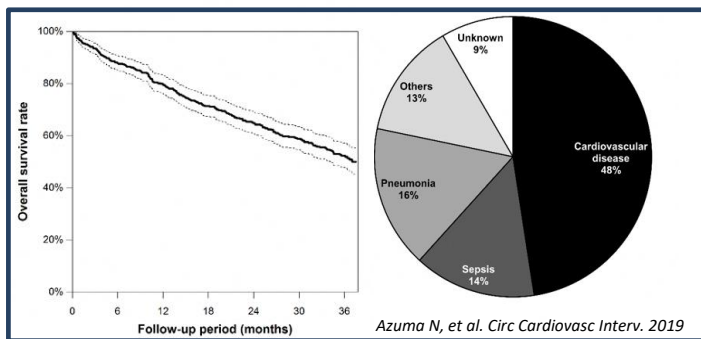 100%
80%
60%
40%
20%
0%
Overall survival rate
0 6 12 18 24 30 36
Follow-up period (months)
Unknown
9%
Others
13%
Pneumonia
16%
Sepsis
14%
Cardiovascular
disease
48%
Azuma N, et al. Circ Cardiovasc Interv. 2019